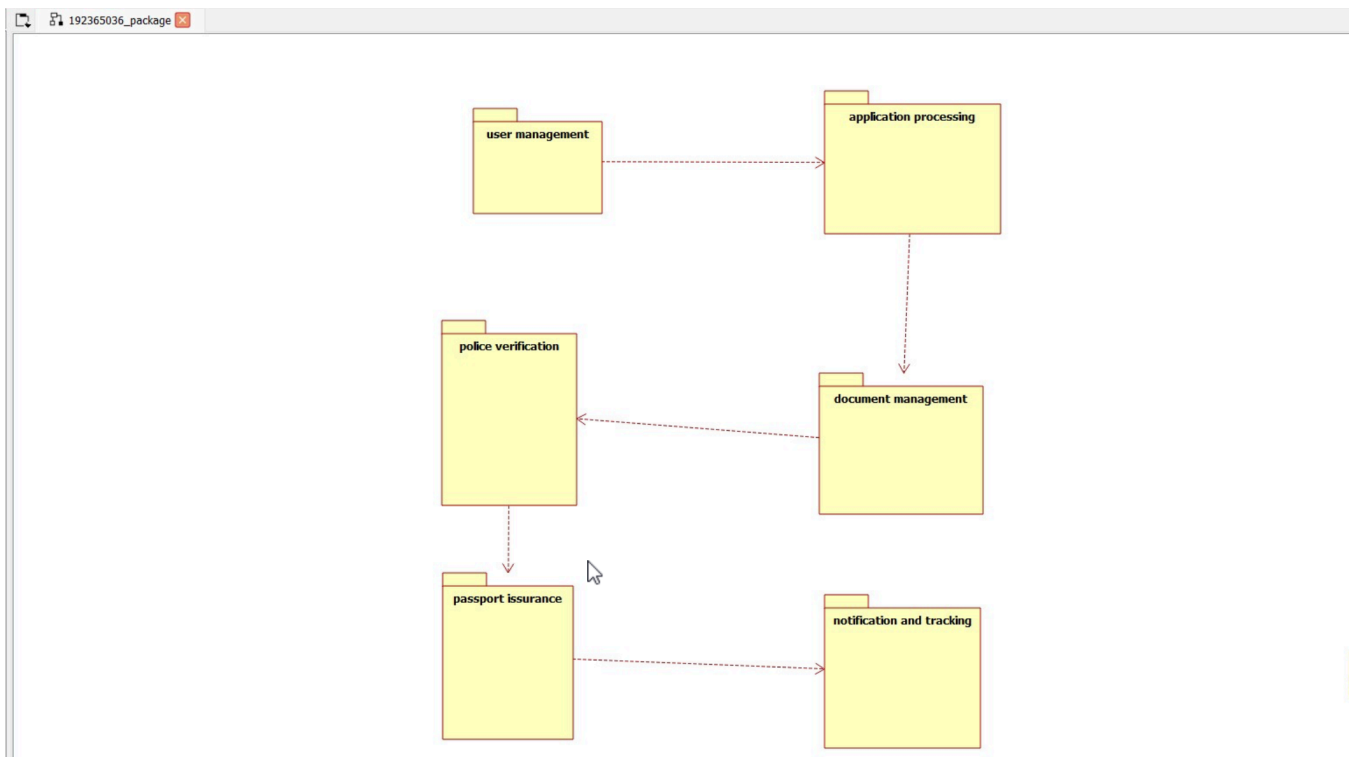 192365036_package
user management
application processing
police verification
document management
passport issurance
notification and tracking